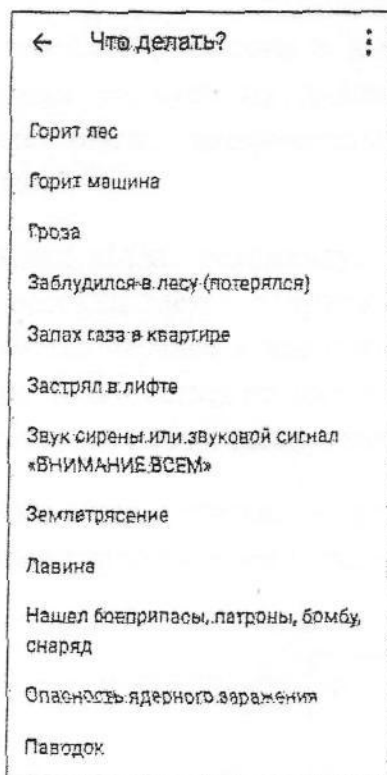 ← Что делать?
Горит лес
Горит машина
Гроза
Заблудился в лесу (потерялся)
Запах газа в квартире
Застрял в лифте
Звук сирены или звуковой сигнал
«ВНИМАНИЕ ВСЕМ»
Землетрясение
Лавина
Нашел боеприпасы, патроны, бомбу,
снаряд
Опасность ядерного заражения
Паводок